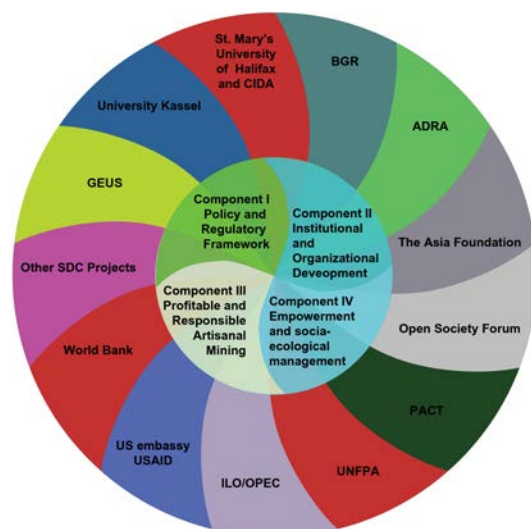 St. Mary's
University
of Halifax
and CIDA
BGR
ADRA
The Asia Foundation
Open Society Forum
PACT
UNFPA
ILO/OPEC
US embassy
USAID
World Bank
Other SDC Projects
GEUS
University Kassel
Component I
Policy and
Regulatory
Framework
Component II
Institutional
and
Organizational
Deveopment
Component III
Profitable and
Responsible
Artisanal
Mining
Component IV
Empowerment
and socia-
ecological
management